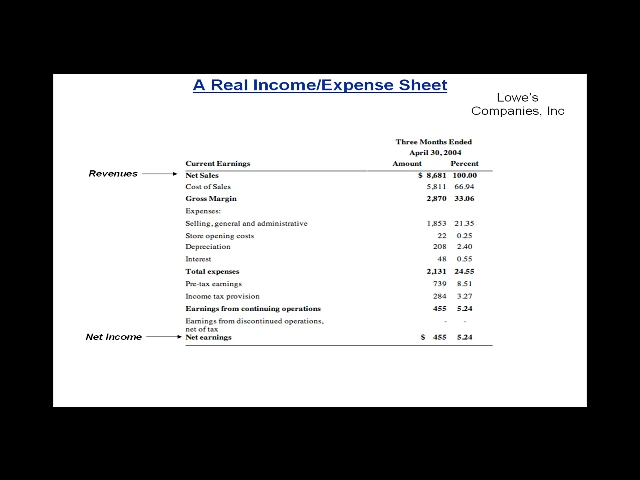 A Real Income/Expense Sheet
Lowe's
Companies, Inc
Three Months Ended
April 30, 2004
Current Earnings Amount Percent
Revenues Net Sales $ 8,681 100.00
Cost of Sales 5,811 66.94
Gross Margin 2,870 33.06
Expenses:
Selling, general and administrative 1,853 21.35
Store opening costs 22 0.25
Depreciation 208 2.40
Interest 48 0.55
Total expenses 2,131 24.55
Pre-tax earnings 739 8.51
Income tax provision 284 3.27
Earnings from continuing operations 455 5.24
Earnings from discontinued operations,
net of tax - -
Net Income Net earnings $ 455 5.24